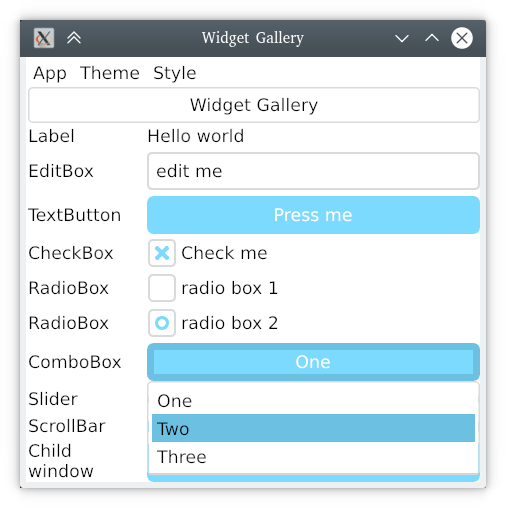 Widget Gallery
App Theme Style
Widget Gallery
Label Hello world
EditBox edit me
TextButton Press me
CheckBox Check me
RadioBox radio box 1
RadioBox radio box 2
ComboBox One
Slider One
ScrollBar Two
Child Three
window